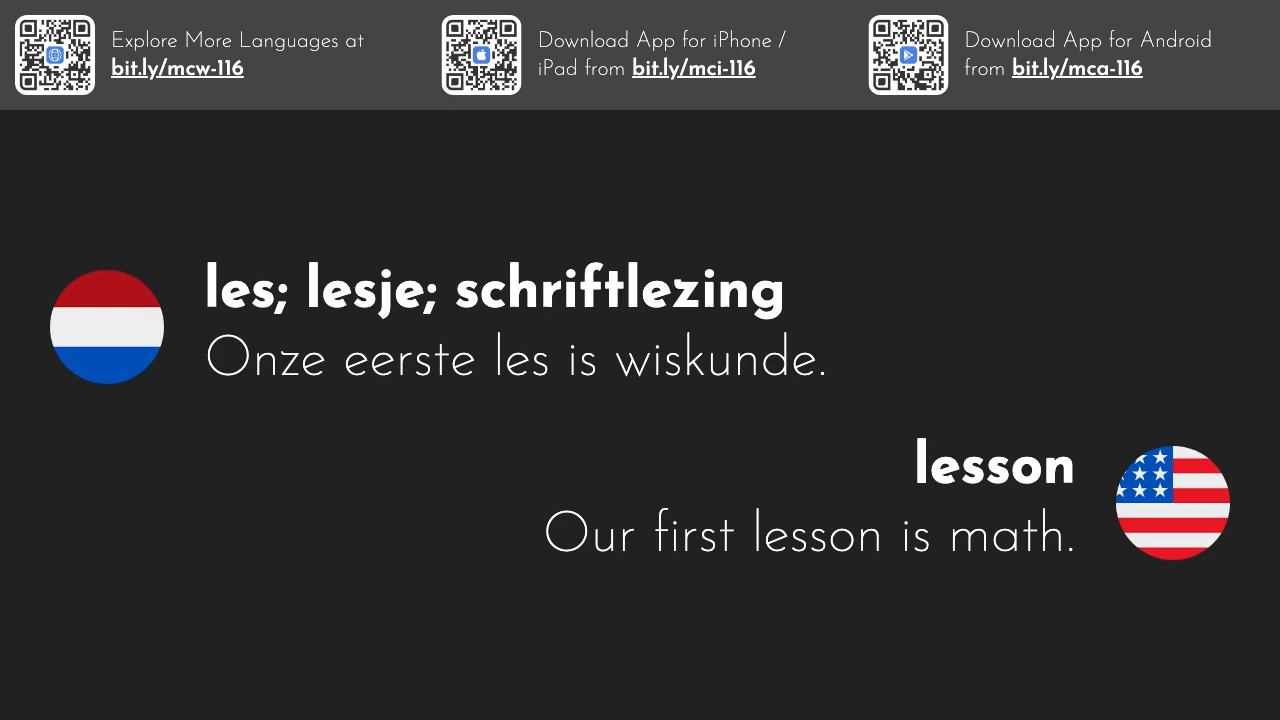 Explore More Languages at
bit.ly/mcw-116
Download App for iPhone /
iPad from bit.ly/mci-116
Download App for Android
from bit.ly/mca-116
les; lesje; schriftlezing
Onze eerste les is wiskunde.
lesson
Our first lesson is math.